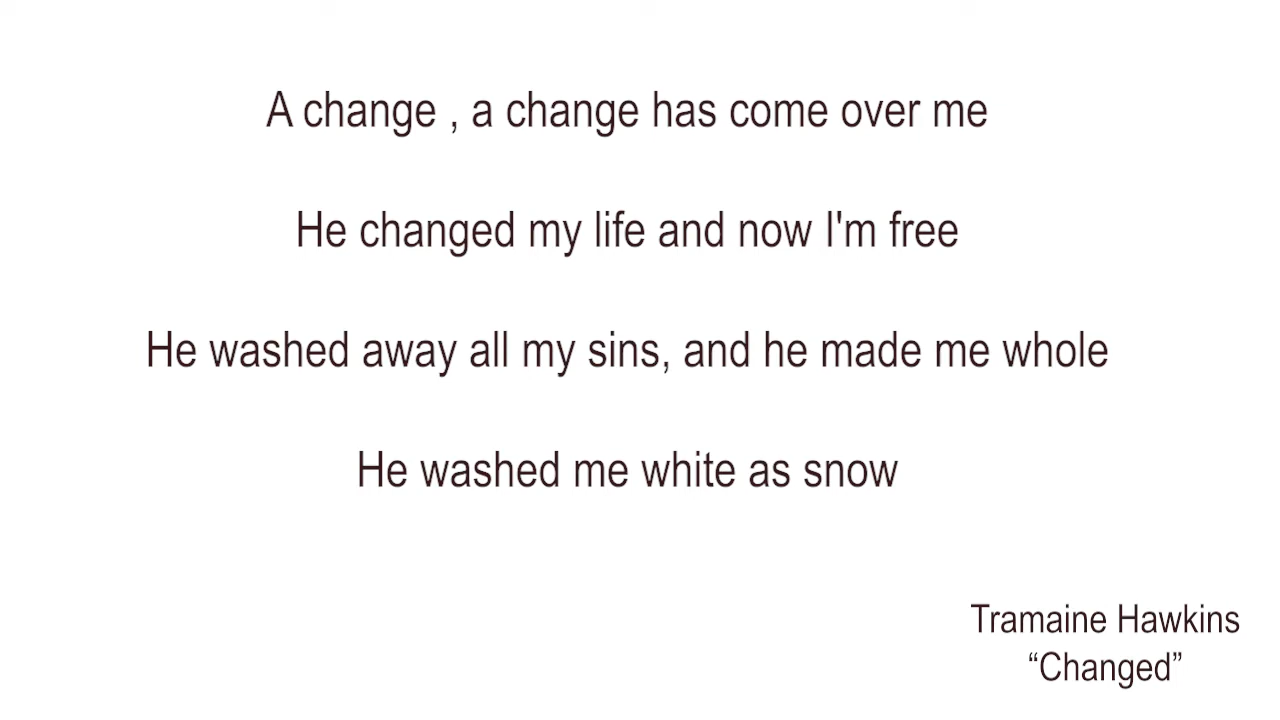 A change , a change has come over me
He changed my life and now I'm free
He washed away all my sins, and he made me whole
He washed me white as snow
Tramaine Hawkins
“Changed”